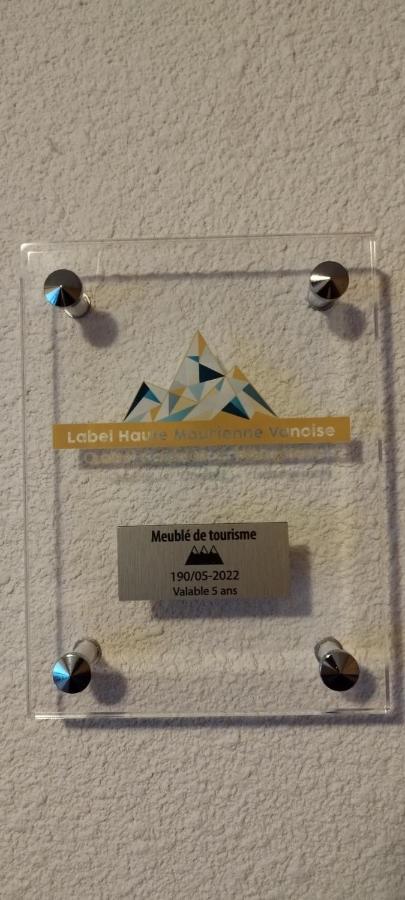 Label Haute Maurienne Vanoise
Meublé de tourisme
190/05-2022
Valable 5 ans